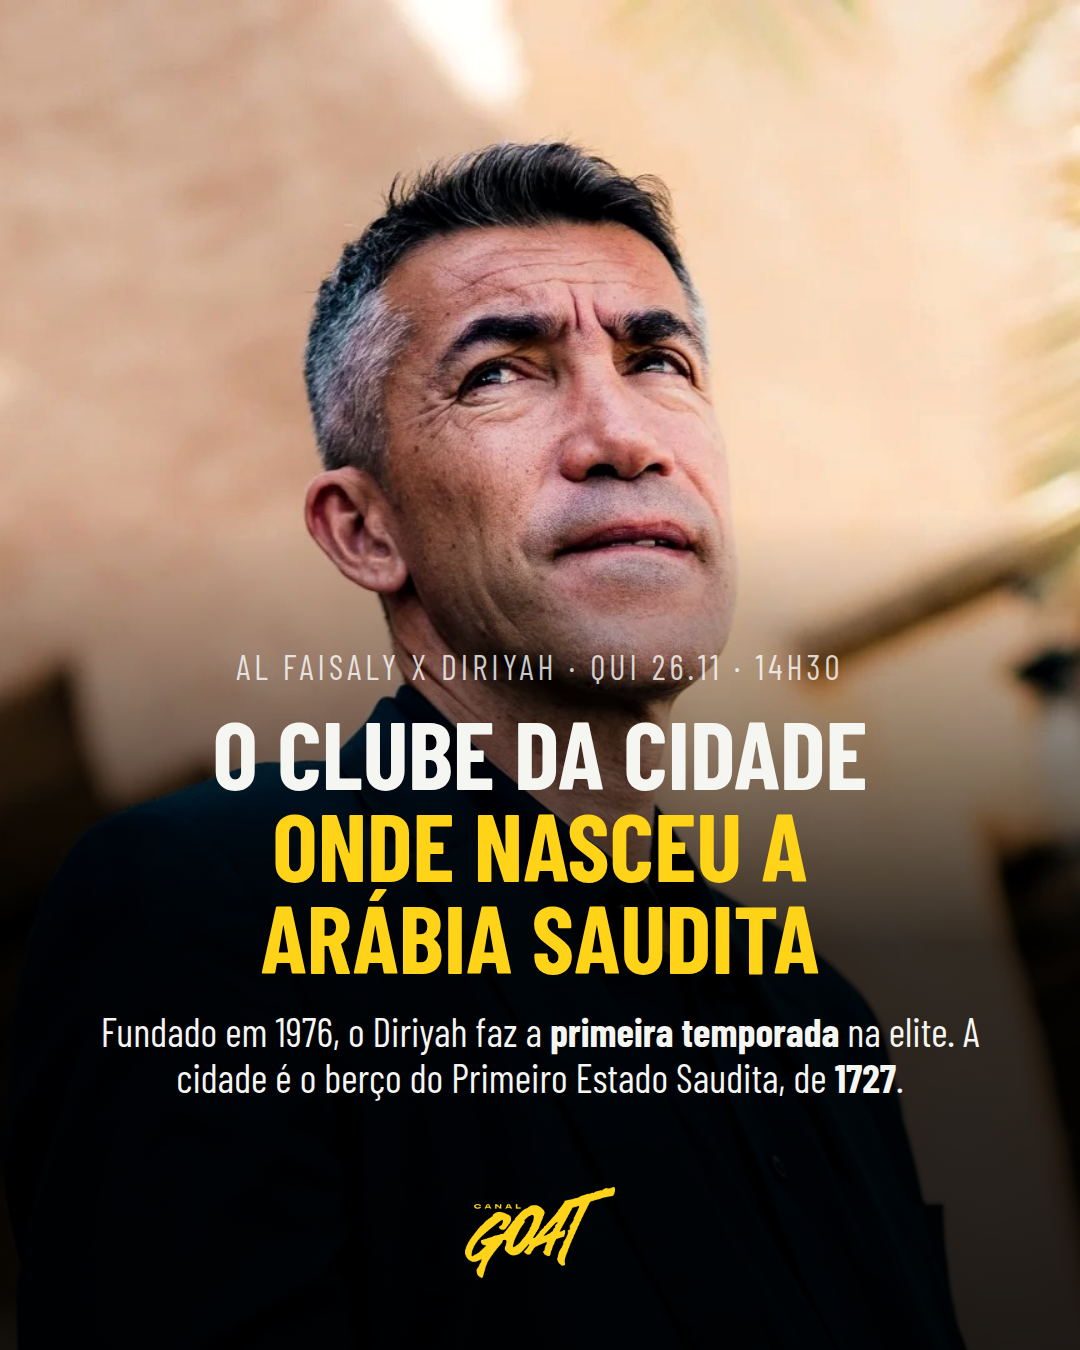 AL FAISALY X DIRIYAH · QUI 26.11 · 14H30
O CLUBE DA CIDADE
ONDE NASCEU A
ARÁBIA SAUDITA
Fundado em 1976, o Diriyah faz a primeira temporada na elite. A
cidade é o berço do Primeiro Estado Saudita, de 1727.
CANAL
GOAT